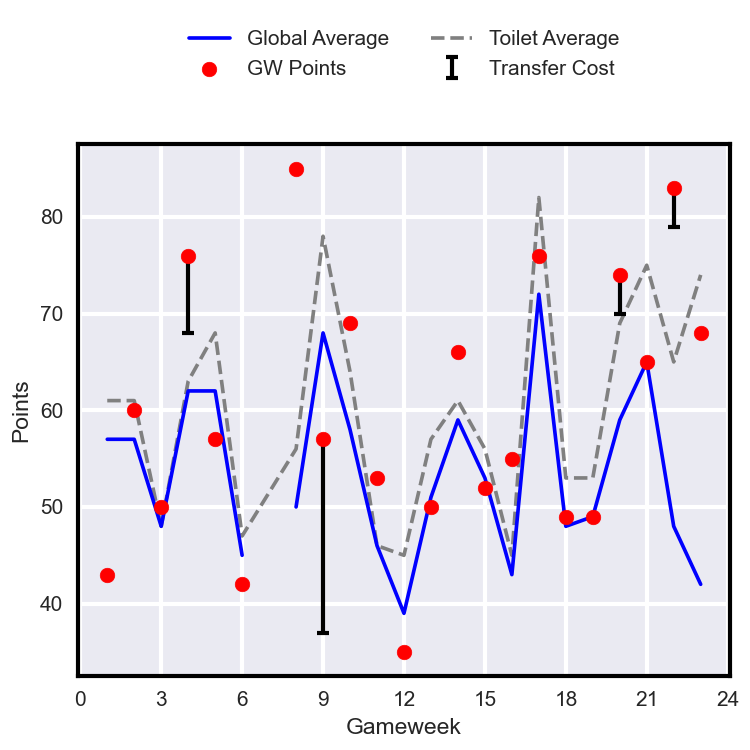 Global Average
Toilet Average
GW Points
Transfer Cost
80
70
60
50
40
Points
0 3 6 9 12 15 18 21 24
Gameweek